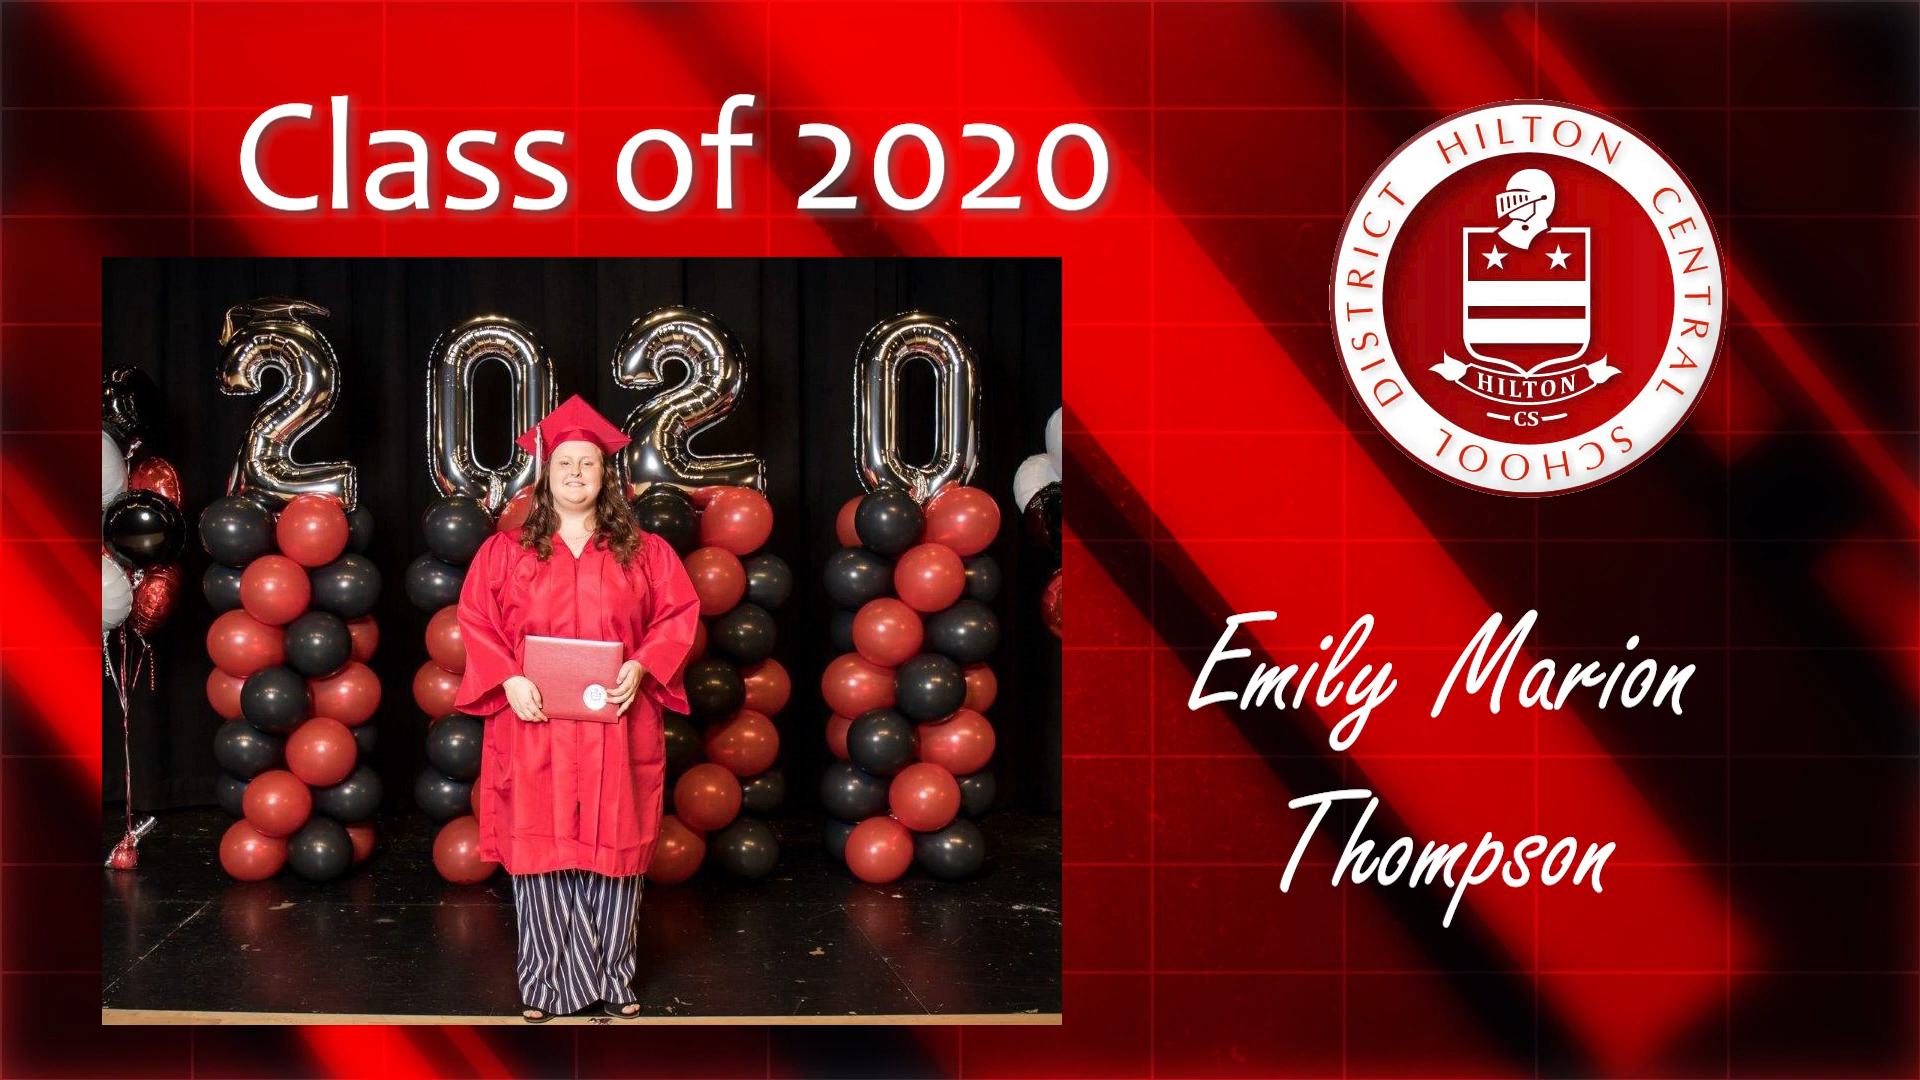 Class of 2020
HILTON CENTRAL SCHOOL DISTRICT
HILTON
CS
2020
Emily Marion
Thompson